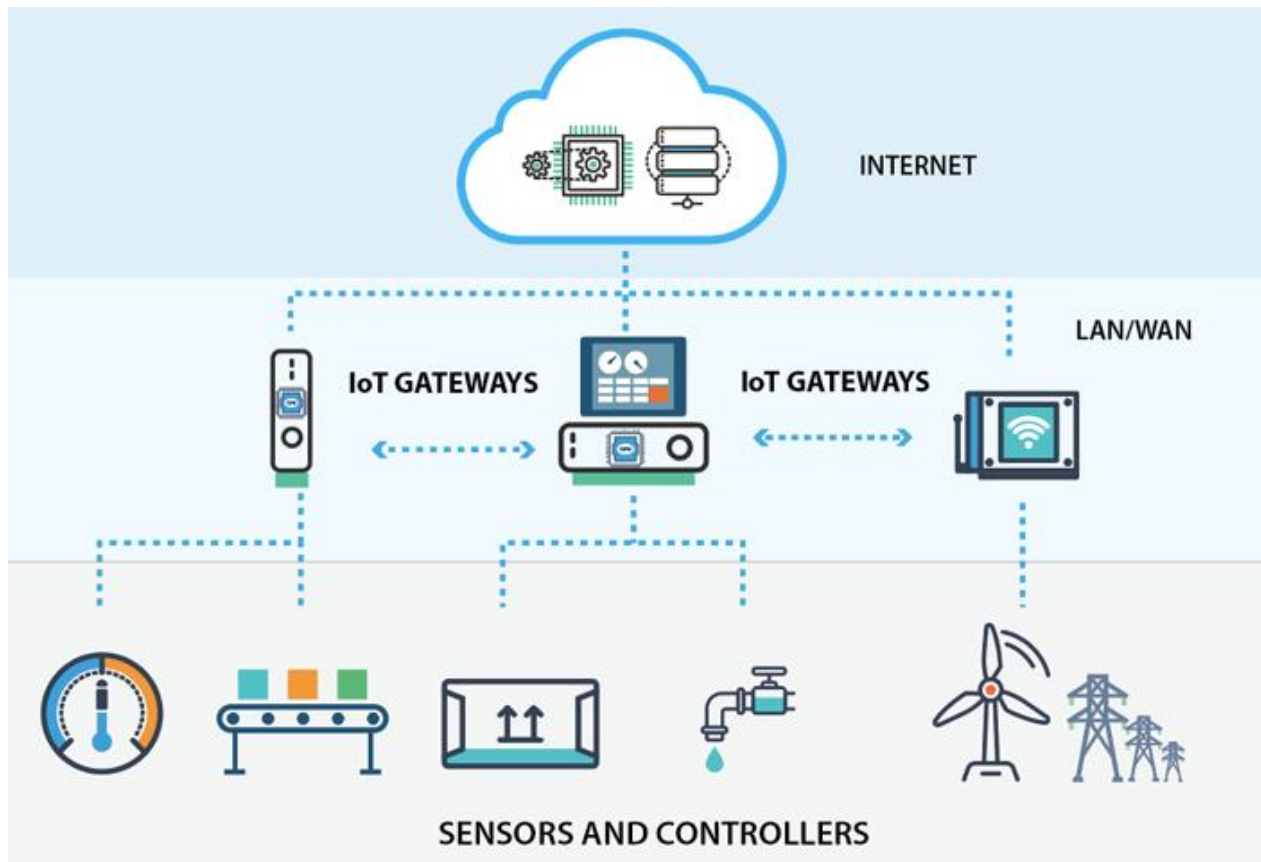 INTERNET
LAN/WAN
IoT GATEWAYS
IoT GATEWAYS
SENSORS AND CONTROLLERS